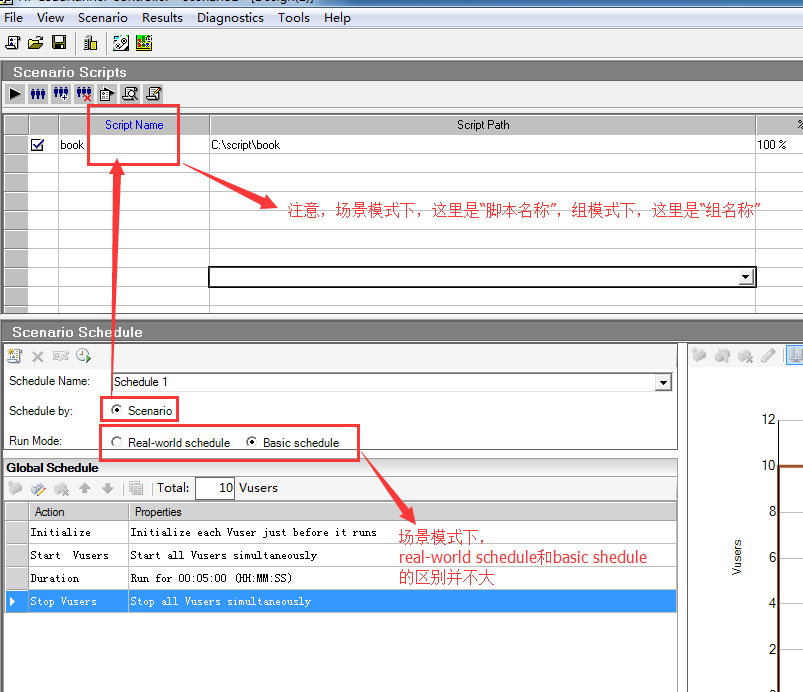 File View Scenario Results Diagnostics Tools Help
Scenario Scripts
Script Name Script Path %
book C:\script\book 100 %
注意，场景模式下，这里是“脚本名称”，组模式下，这里是“组名称”
Scenario Schedule
Schedule Name: Schedule 1
Schedule by: Scenario
Run Mode: Real-world schedule Basic schedule
Global Schedule
Total: 10 Vusers
Action Properties
Initialize Initialize each Vuser just before it runs
Start Vusers Start all Vusers simultaneously
Duration Run for 00:05:00 (HH:MM:SS)
Stop Vusers Stop all Vusers simultaneously
场景模式下，
real-world schedule和basic shedule
的区别并不大
12
10
8
6
4
2
Vusers